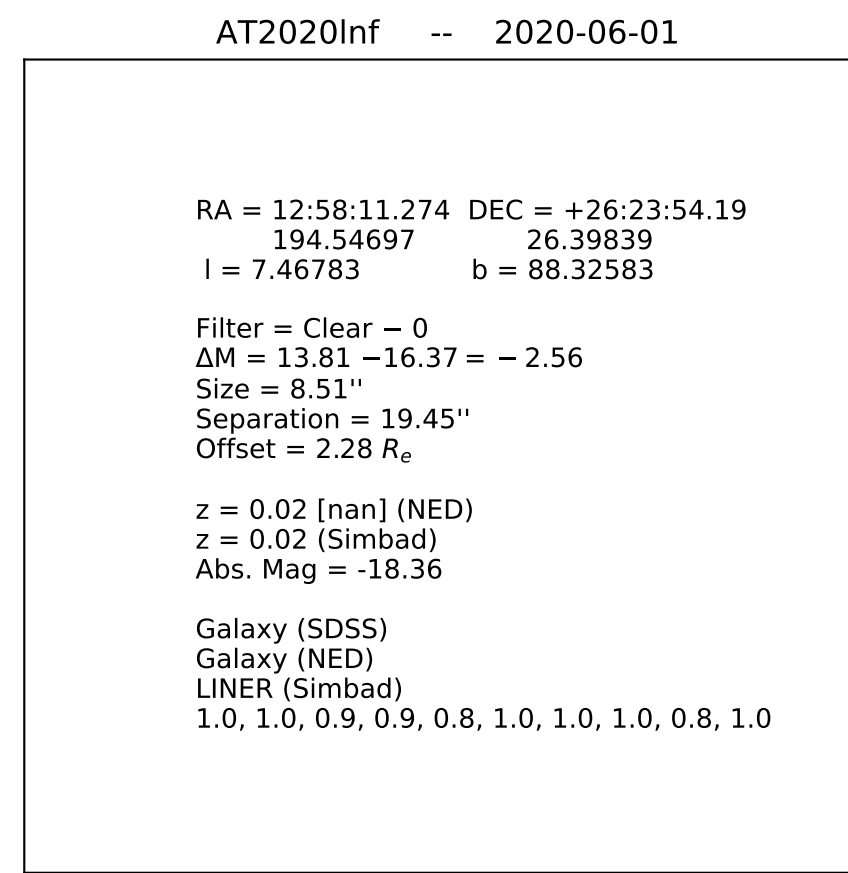 AT2020lnf -- 2020-06-01
RA = 12:58:11.274 DEC = +26:23:54.19
194.54697 26.39839
l = 7.46783 b = 88.32583
Filter = Clear − 0
ΔM = 13.81 −16.37 = − 2.56
Size = 8.51''
Separation = 19.45''
Offset = 2.28 Re
z = 0.02 [nan] (NED)
z = 0.02 (Simbad)
Abs. Mag = -18.36
Galaxy (SDSS)
Galaxy (NED)
LINER (Simbad)
1.0, 1.0, 0.9, 0.9, 0.8, 1.0, 1.0, 1.0, 0.8, 1.0